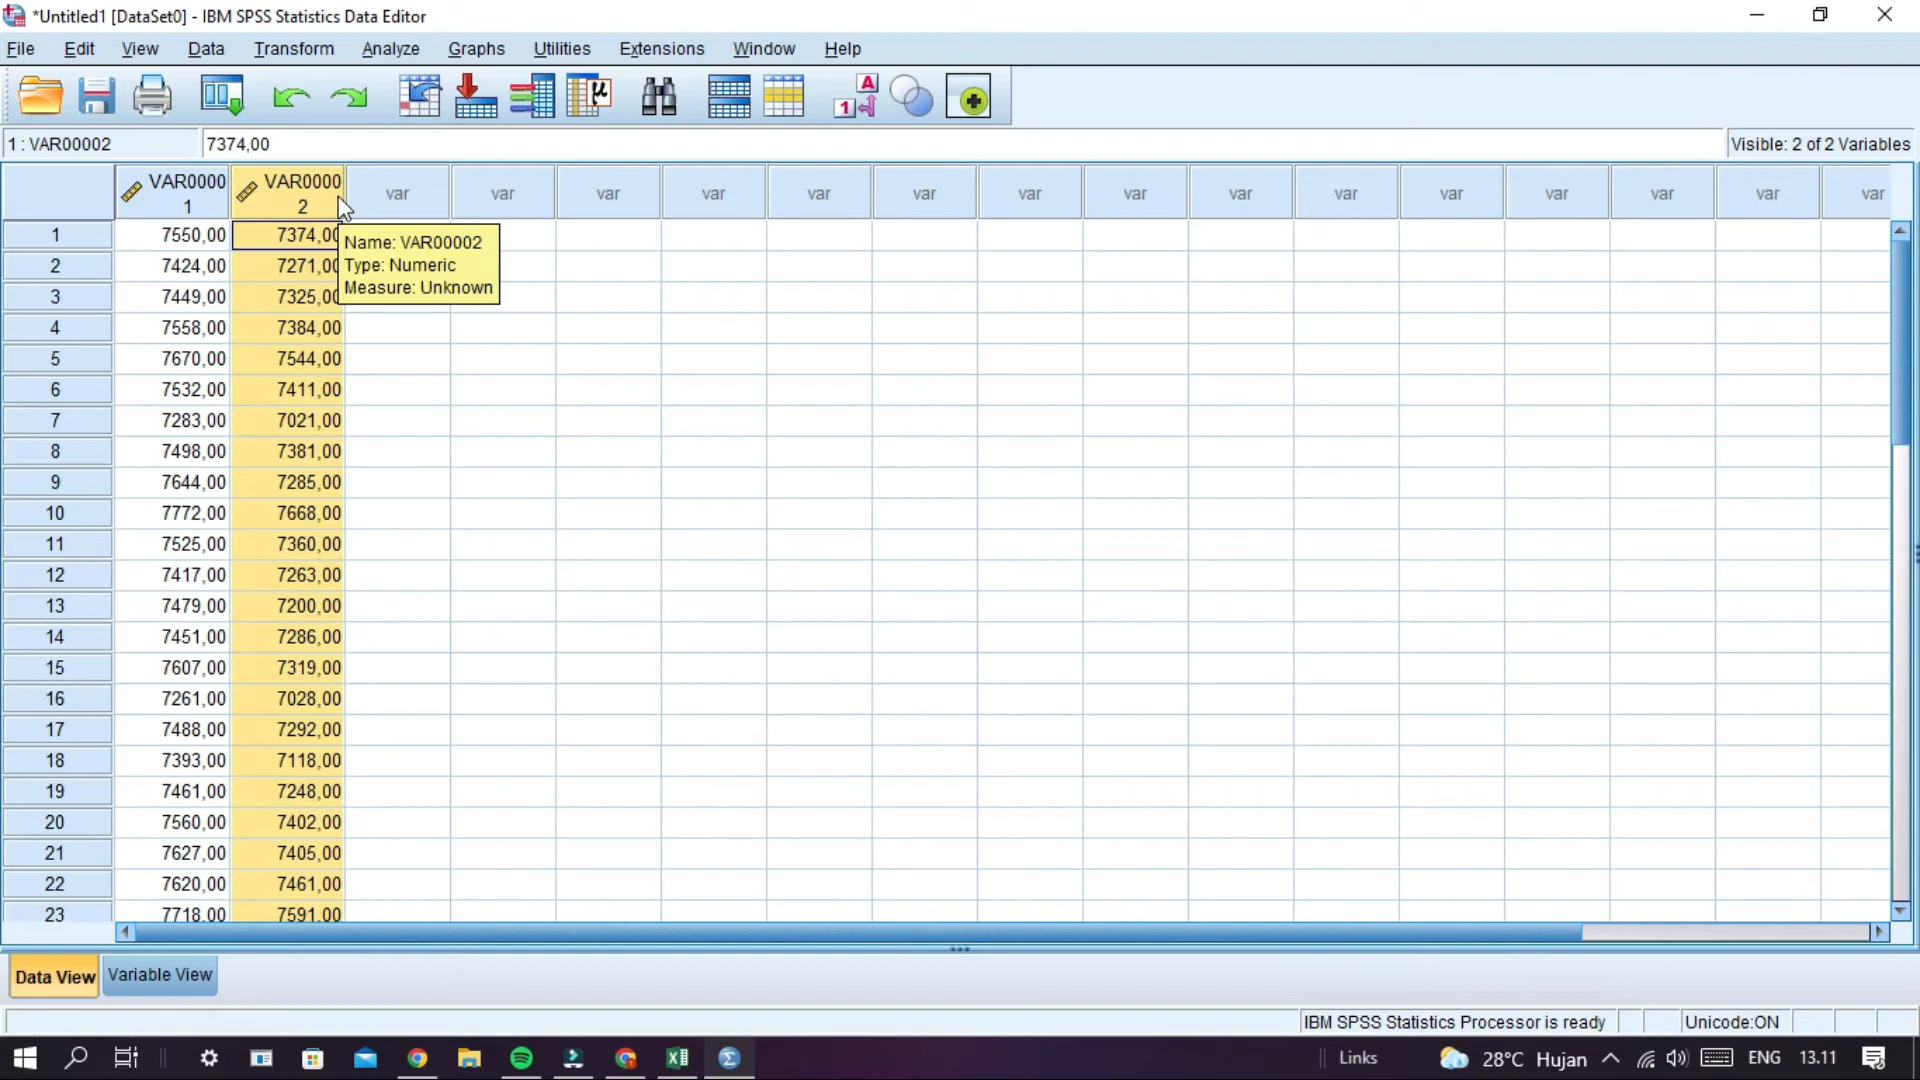 *Untitled1 [DataSet0] - IBM SPSS Statistics Data Editor
File Edit View Data Transform Analyze Graphs Utilities Extensions Window Help
1 : VAR00002 7374,00 Visible: 2 of 2 Variables
VAR0000 VAR0000
1 2 var var var var var var var var var var var var var var var
1 7550,00 7374,00
Name: VAR00002
2 7424,00 7271,00
Type: Numeric
Measure: Unknown
3 7449,00 7325,00
4 7558,00 7384,00
5 7670,00 7544,00
6 7532,00 7411,00
7 7283,00 7021,00
8 7498,00 7381,00
9 7644,00 7285,00
10 7772,00 7668,00
11 7525,00 7360,00
12 7417,00 7263,00
13 7479,00 7200,00
14 7451,00 7286,00
15 7607,00 7319,00
16 7261,00 7028,00
17 7488,00 7292,00
18 7393,00 7118,00
19 7461,00 7248,00
20 7560,00 7402,00
21 7627,00 7405,00
22 7620,00 7461,00
23 7718,00 7591,00
Data View Variable View
IBM SPSS Statistics Processor is ready Unicode:ON
Links 28°C Hujan ENG 13.11